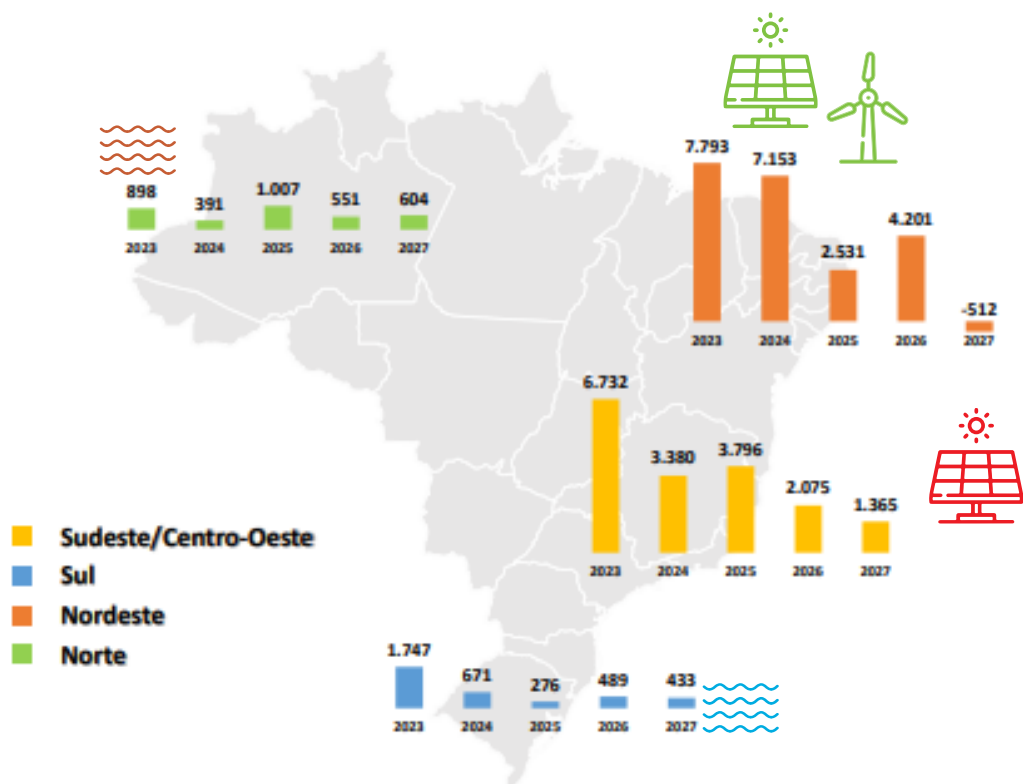 7.793 7.153 2.531 4.201 -512
2023 2024 2025 2026 2027
898 391 1.007 551 604
2023 2024 2025 2026 2027
6.732 3.380 3.796 2.075 1.365
2023 2024 2025 2026 2027
Sudeste/Centro-Oeste
Sul
Nordeste
Norte
1.747 671 276 489 433
2023 2024 2025 2026 2027